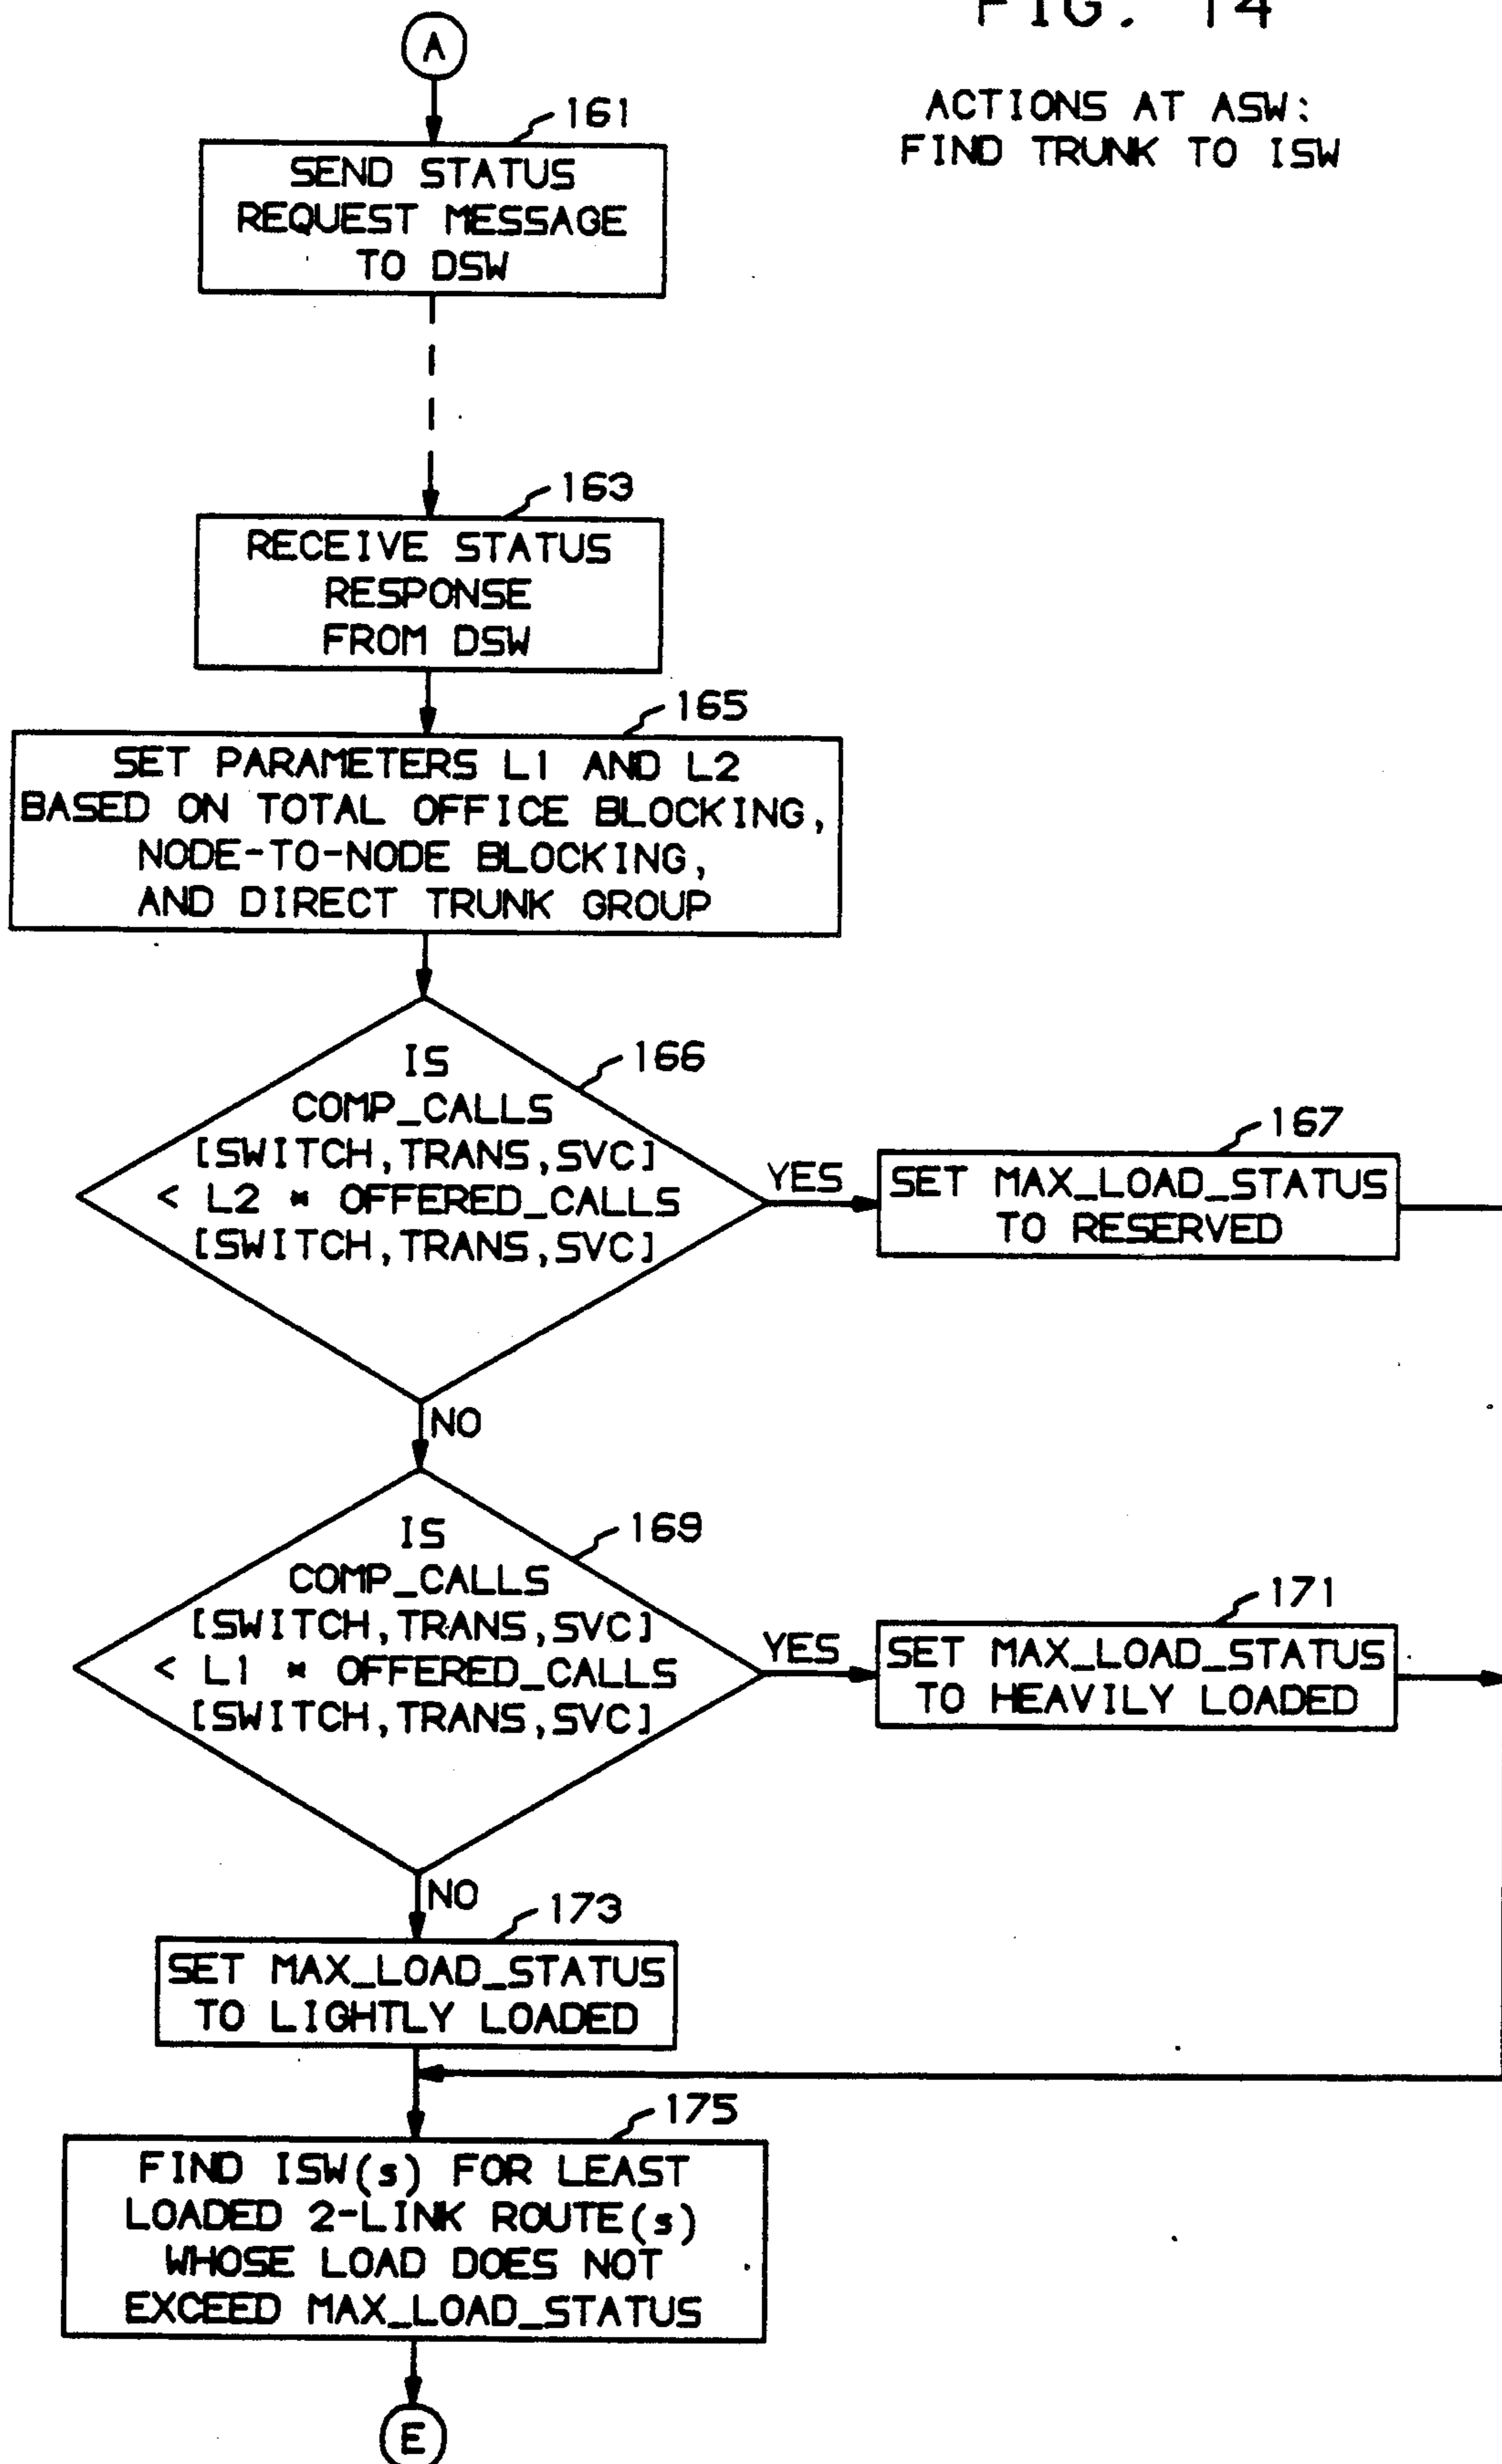 FIG. 14
ACTIONS AT ASW:
FIND TRUNK TO ISW
A
161
SEND STATUS
REQUEST MESSAGE
TO DSW
163
RECEIVE STATUS
RESPONSE
FROM DSW
165
SET PARAMETERS L1 AND L2
BASED ON TOTAL OFFICE BLOCKING,
NODE-TO-NODE BLOCKING,
AND DIRECT TRUNK GROUP
166
IS
COMP_CALLS
[SWITCH,TRANS,SVC]
< L2 * OFFERED_CALLS
[SWITCH,TRANS,SVC]
YES
167
SET MAX_LOAD_STATUS
TO RESERVED
NO
169
IS
COMP_CALLS
[SWITCH,TRANS,SVC]
< L1 * OFFERED_CALLS
[SWITCH,TRANS,SVC]
YES
171
SET MAX_LOAD_STATUS
TO HEAVILY LOADED
NO
173
SET MAX_LOAD_STATUS
TO LIGHTLY LOADED
175
FIND ISW(s) FOR LEAST
LOADED 2-LINK ROUTE(s)
WHOSE LOAD DOES NOT
EXCEED MAX_LOAD_STATUS
E